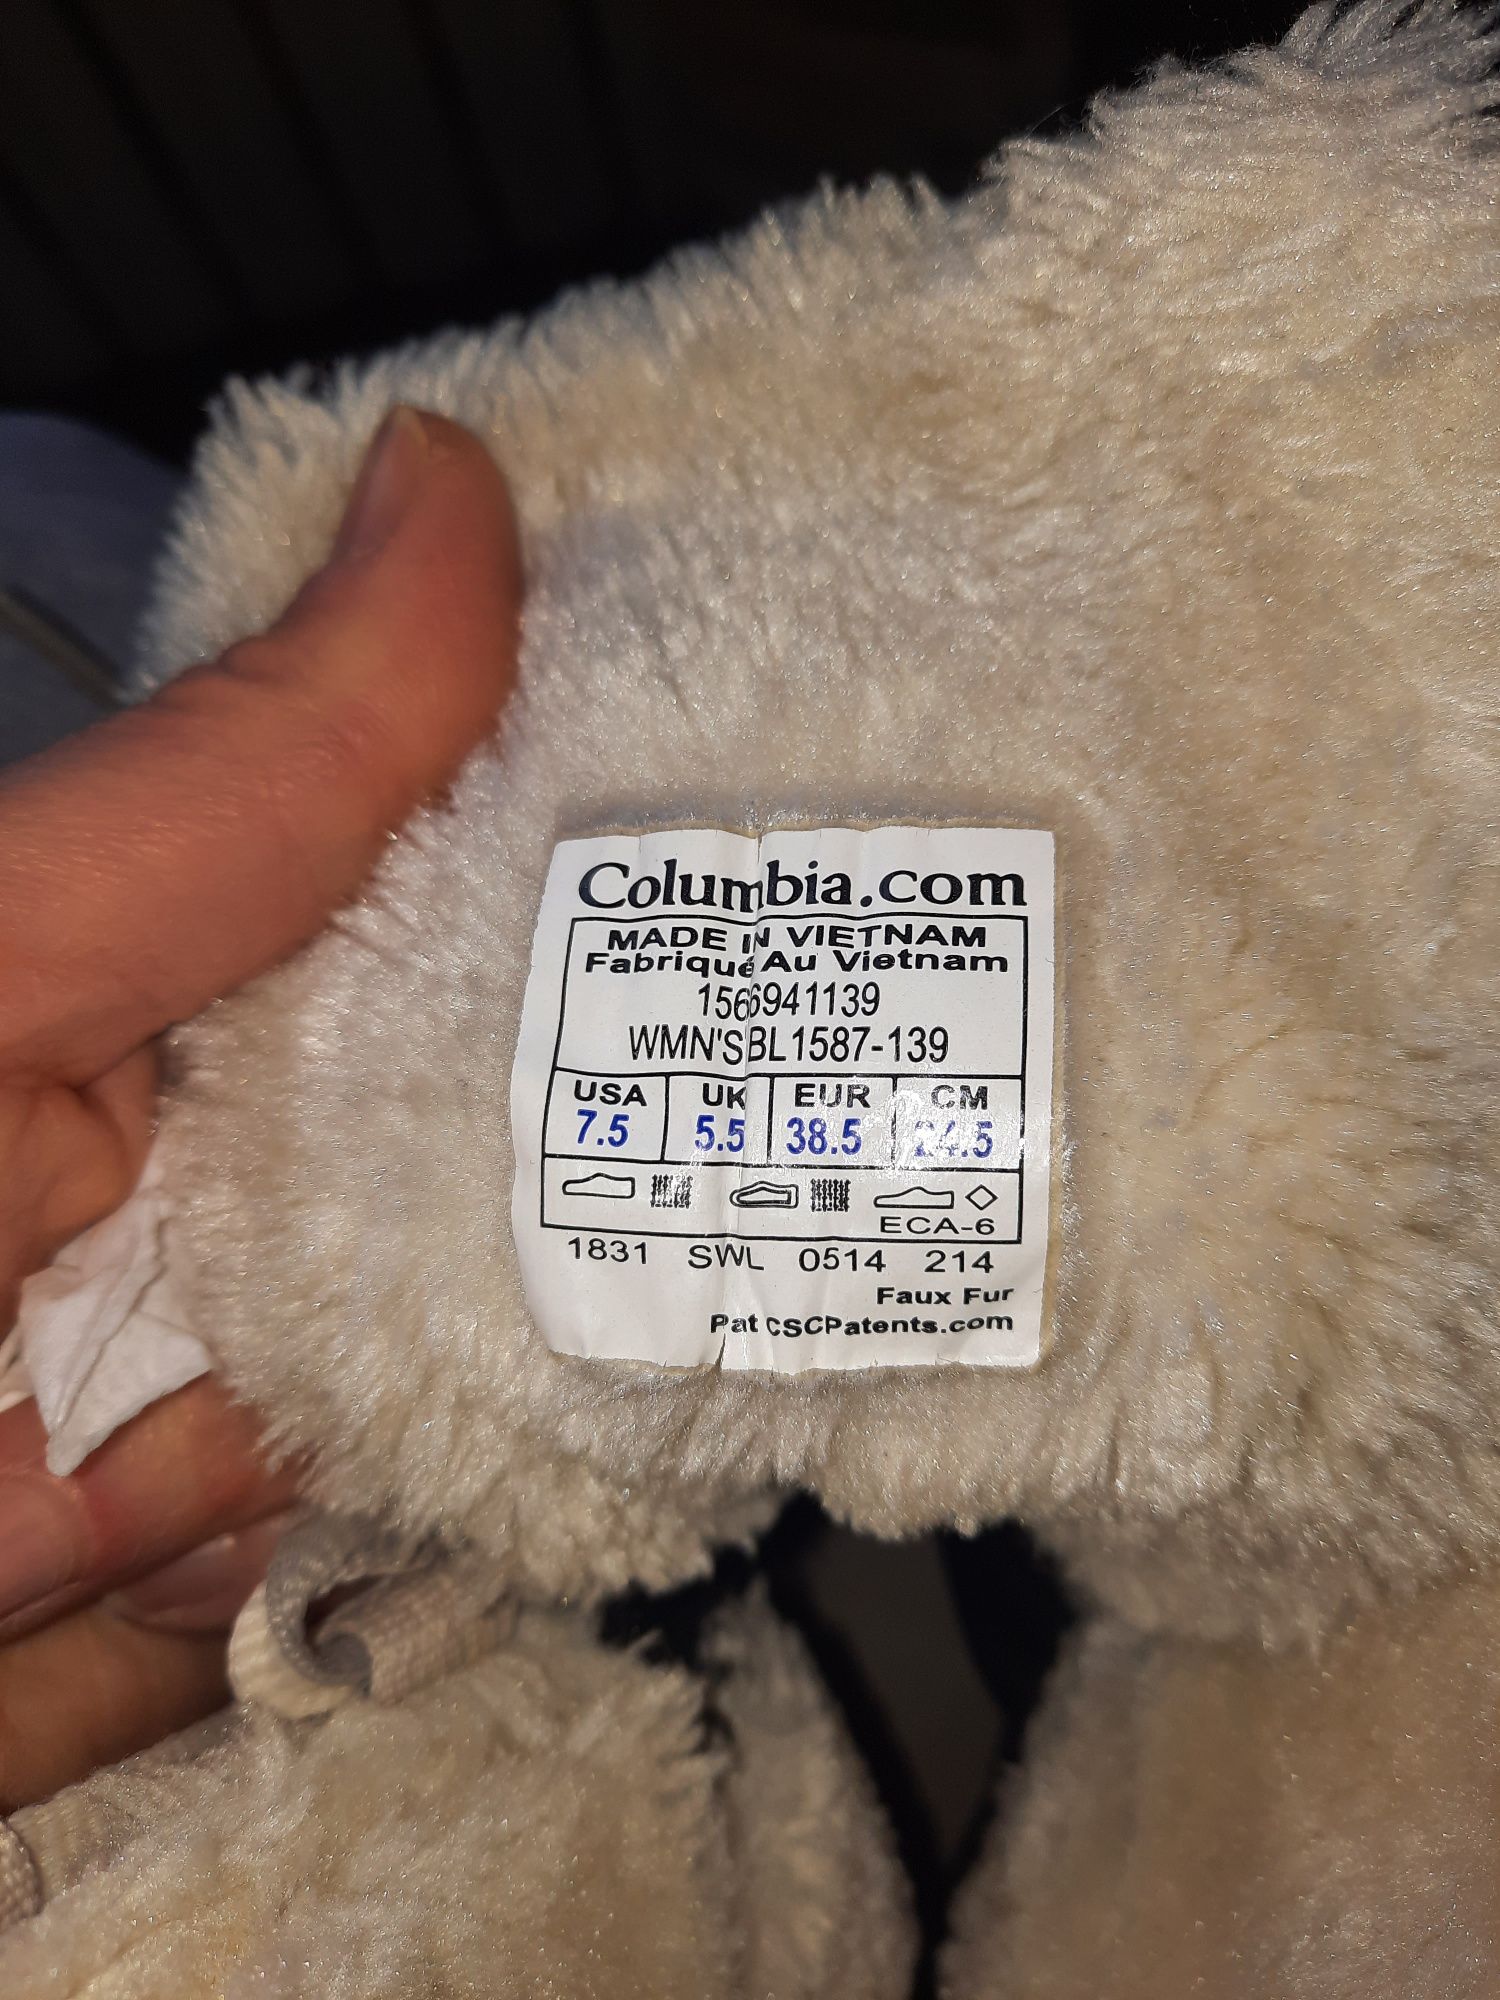 Columbia.com
MADE IN VIETNAM
Fabriqué Au Vietnam
1566941139
WMN'S BL1587-139
USA UK EUR CM
7.5 5.5 38.5 24.5
ECA-6
1831 SWL 0514 214
Faux Fur
Pat CSCPatents.com